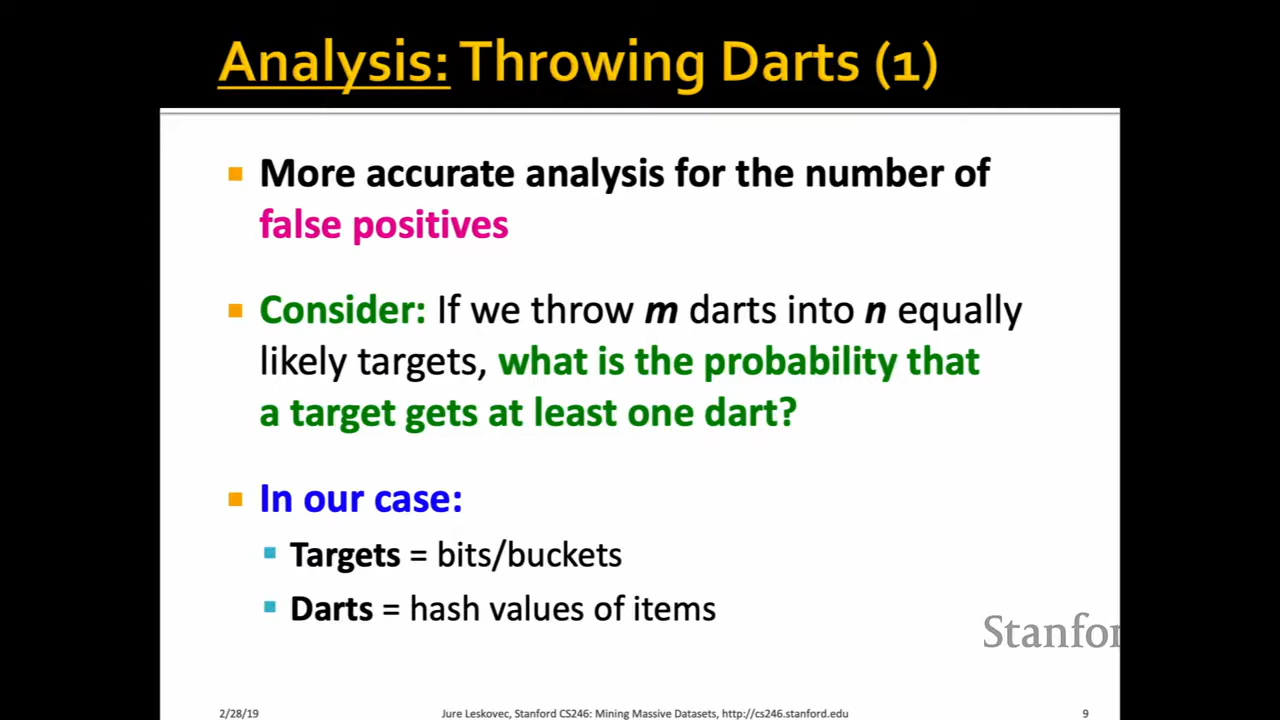 Analysis: Throwing Darts (1)
More accurate analysis for the number of
false positives
Consider: If we throw m darts into n equally
likely targets, what is the probability that
a target gets at least one dart?
In our case:
Targets = bits/buckets
Darts = hash values of items
Stanfor
2/28/19 Jure Leskovec, Stanford CS246: Mining Massive Datasets, http://cs246.stanford.edu 9